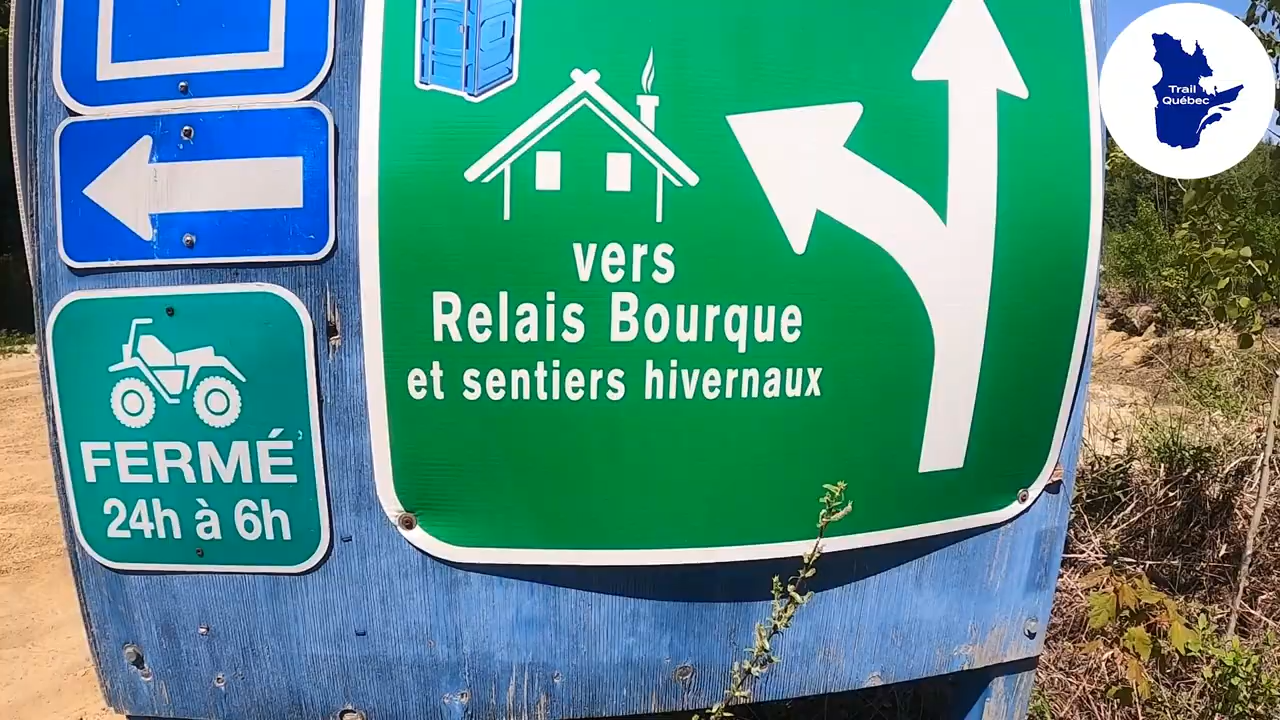 Trail
Québec
vers
Relais Bourque
et sentiers hivernaux
FERMÉ
24h à 6h